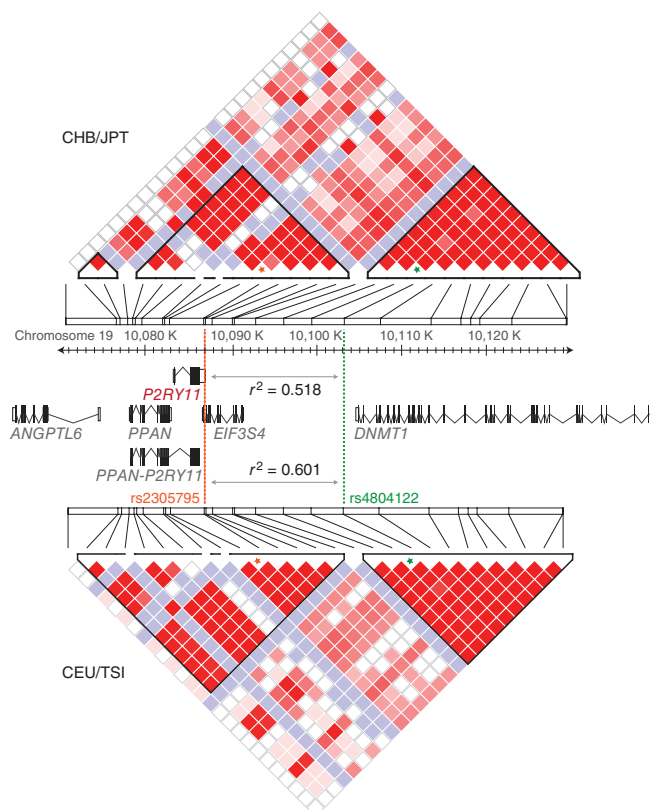 CHB/JPT
Chromosome 19 10,080 K 10,090 K 10,100 K 10,110 K 10,120 K
P2RY11
r² = 0.518
ANGPTL6 PPAN EIF3S4 DNMT1
PPAN-P2RY11
r² = 0.601
rs2305795 rs4804122
CEU/TSI